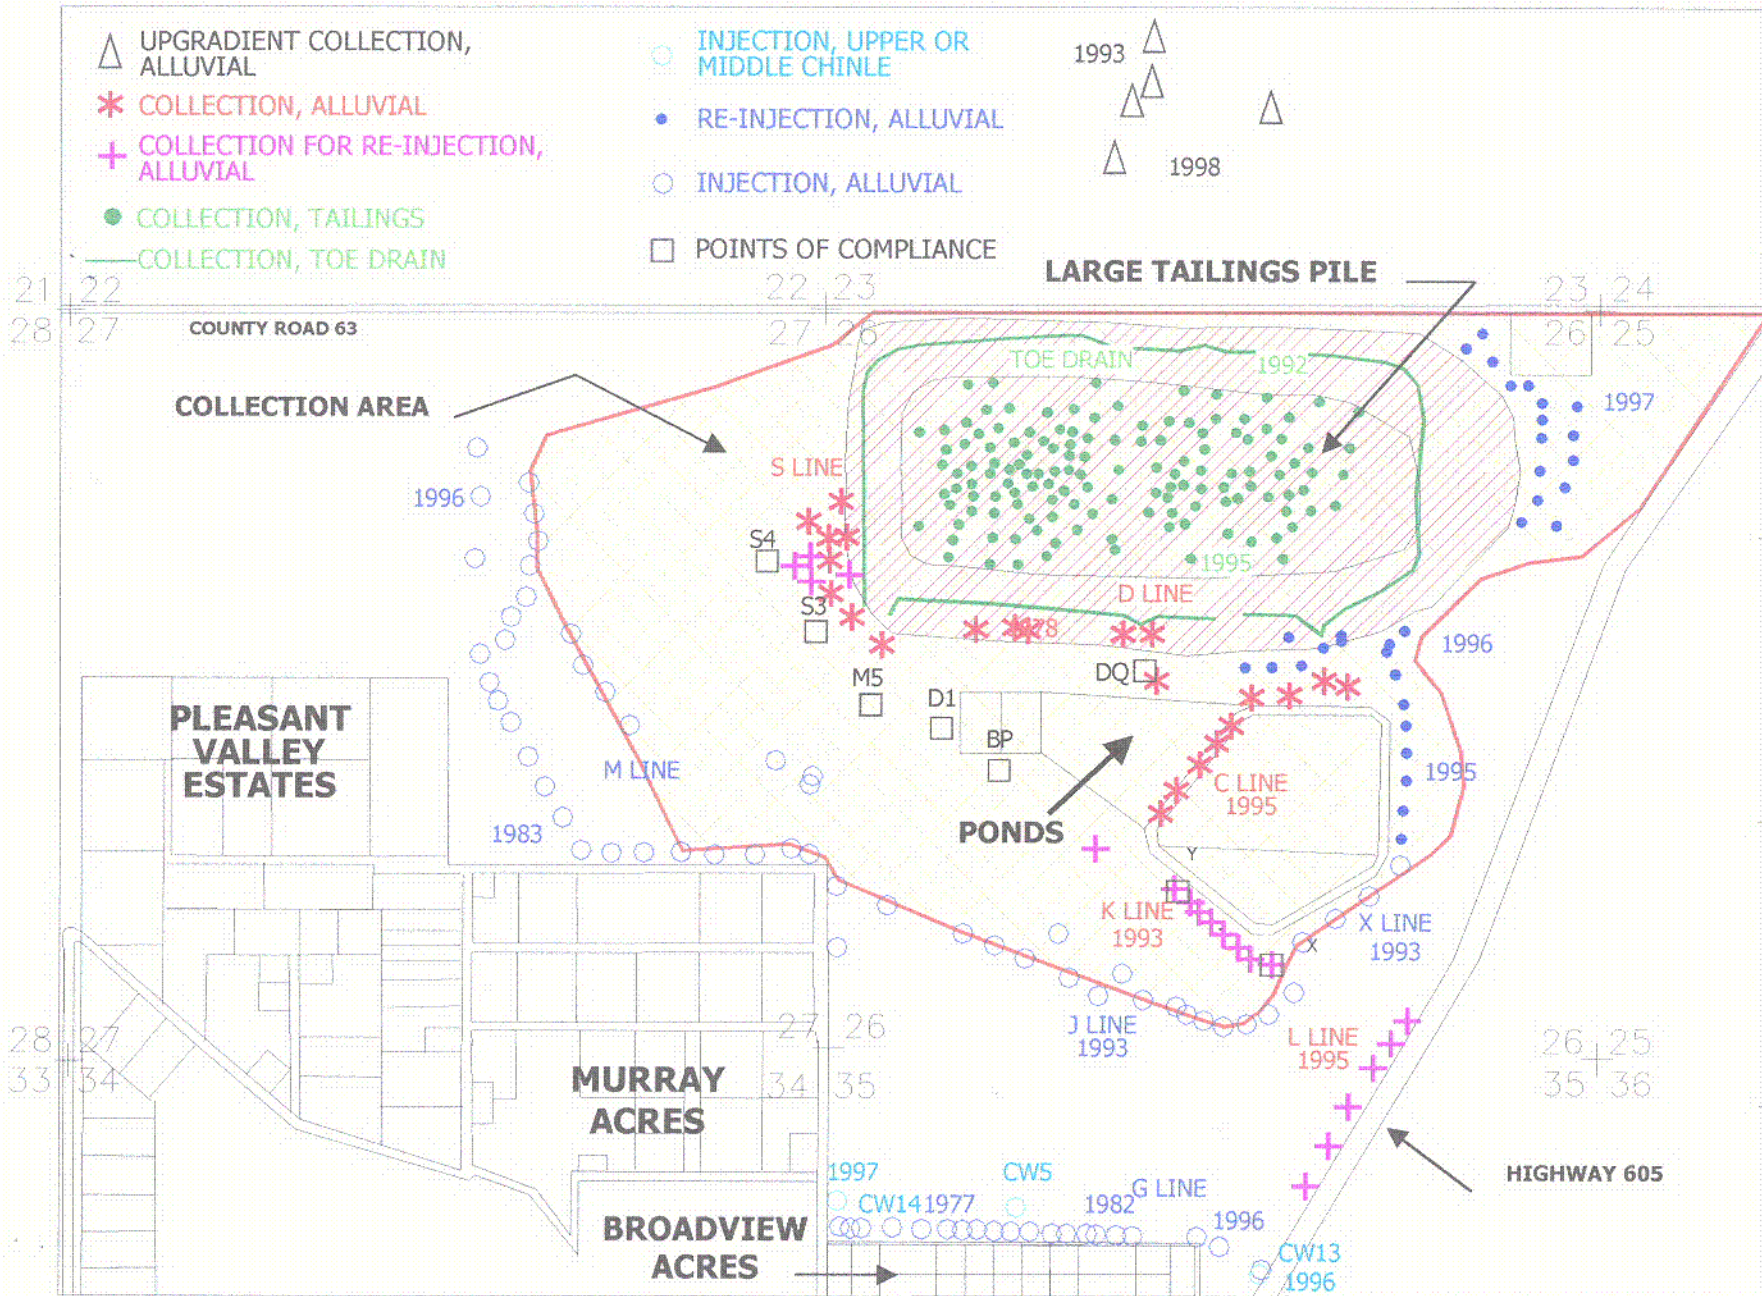 UPGRADIENT COLLECTION,
ALLUVIAL
COLLECTION, ALLUVIAL
COLLECTION FOR RE-INJECTION,
ALLUVIAL
COLLECTION, TAILINGS
COLLECTION, TOE DRAIN
INJECTION, UPPER OR
MIDDLE CHINLE
RE-INJECTION, ALLUVIAL
INJECTION, ALLUVIAL
POINTS OF COMPLIANCE
1993
1998
LARGE TAILINGS PILE
21 22
28 27
22 23
27 26
23 24
26 25
COUNTY ROAD 63
TOE DRAIN
1992
1997
COLLECTION AREA
S LINE
1996
S4
1995
D LINE
S3
1996
M5
DQ
D1
BP
PLEASANT
VALLEY
ESTATES
M LINE
1995
C LINE
1995
PONDS
1983
Y
K LINE
1993
X LINE
1993
X
J LINE
1993
L LINE
1995
28 27
33 34
27 26
34 35
26 25
35 36
MURRAY
ACRES
HIGHWAY 605
1997
CW5
CW14
1977
1982
G LINE
1996
BROADVIEW
ACRES
CW13
1996